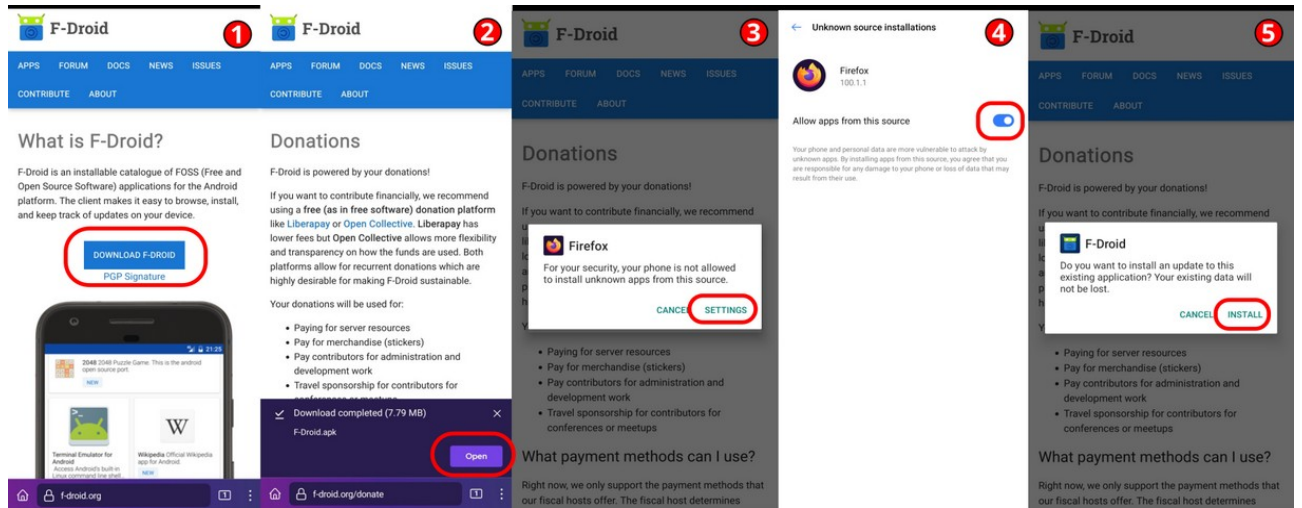 F-Droid
1
APPS FORUM DOCS NEWS ISSUES
CONTRIBUTE ABOUT
What is F-Droid?
F-Droid is an installable catalogue of FOSS (Free and
Open Source Software) applications for the Android
platform. The client makes it easy to browse, install,
and keep track of updates on your device.
DOWNLOAD F-DROID
PGP Signature
21:25
2048 2048 Puzzle Game. This is the android
open source port.
NEW
Terminal Emulator for
Android
Access Android's built-in
Linux command line shell.
W
Wikipedia Official Wikipedia
app for Android.
NEW
f-droid.org
1
F-Droid
2
APPS FORUM DOCS NEWS ISSUES
CONTRIBUTE ABOUT
Donations
F-Droid is powered by your donations!
If you want to contribute financially, we recommend
using a free (as in free software) donation platform
like Liberapay or Open Collective. Liberapay has
lower fees but Open Collective allows more flexibility
and transparency on how the funds are used. Both
platforms allow for recurrent donations which are
highly desirable for making F-Droid sustainable.
Your donations will be used for:
• Paying for server resources
• Pay for merchandise (stickers)
• Pay contributors for administration and
development work
• Travel sponsorship for contributors for
conferences or meetups
Download completed (7.79 MB)
F-Droid.apk
Open
f-droid.org/donate
1
F-Droid
3
APPS FORUM DOCS NEWS ISSUES
CONTRIBUTE ABOUT
Donations
F-Droid is powered by your donations!
If you want to contribute financially, we recommend
Firefox
For your security, your phone is not allowed
to install unknown apps from this source.
CANCEL SETTINGS
• Paying for server resources
• Pay for merchandise (stickers)
• Pay contributors for administration and
development work
• Travel sponsorship for contributors for
conferences or meetups
What payment methods can I use?
Right now, we only support the payment methods that
our fiscal hosts offer. The fiscal host determines
Unknown source installations
4
Firefox
100.1.1
Allow apps from this source
Your phone and personal data are more vulnerable to attack by
unknown apps. By installing apps from this source, you agree that you
are responsible for any damage to your phone or loss of data that may
result from their use.
F-Droid
5
APPS FORUM DOCS NEWS ISSUES
CONTRIBUTE ABOUT
Donations
F-Droid is powered by your donations!
If you want to contribute financially, we recommend
F-Droid
Do you want to install an update to this
existing application? Your existing data will
not be lost.
CANCEL INSTALL
• Paying for server resources
• Pay for merchandise (stickers)
• Pay contributors for administration and
development work
• Travel sponsorship for contributors for
conferences or meetups
What payment methods can I use?
Right now, we only support the payment methods that
our fiscal hosts offer. The fiscal host determines